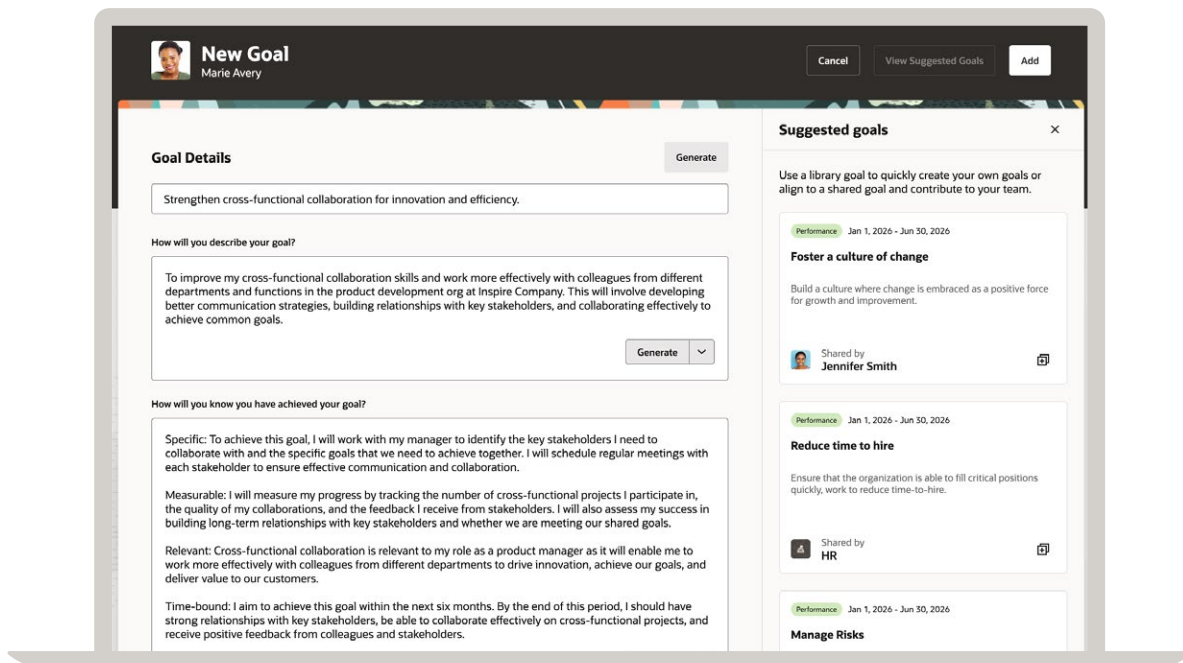 New Goal
Marie Avery
Cancel
View Suggested Goals
Add
Goal Details
Generate
Strengthen cross-functional collaboration for innovation and efficiency.
How will you describe your goal?
To improve my cross-functional collaboration skills and work more effectively with colleagues from different
departments and functions in the product development org at Inspire Company. This will involve developing
better communication strategies, building relationships with key stakeholders, and collaborating effectively to
achieve common goals.
Generate
How will you know you have achieved your goal?
Specific: To achieve this goal, I will work with my manager to identify the key stakeholders I need to
collaborate with and the specific goals that we need to achieve together. I will schedule regular meetings with
each stakeholder to ensure effective communication and collaboration.
Measurable: I will measure my progress by tracking the number of cross-functional projects I participate in,
the quality of my collaborations, and the feedback I receive from stakeholders. I will also assess my success in
building long-term relationships with key stakeholders and whether we are meeting our shared goals.
Relevant: Cross-functional collaboration is relevant to my role as a product manager as it will enable me to
work more effectively with colleagues from different departments to drive innovation, achieve our goals, and
deliver value to our customers.
Time-bound: I aim to achieve this goal within the next six months. By the end of this period, I should have
strong relationships with key stakeholders, be able to collaborate effectively on cross-functional projects, and
receive positive feedback from colleagues and stakeholders.
Suggested goals
Use a library goal to quickly create your own goals or
align to a shared goal and contribute to your team.
Performance Jan 1, 2026 - Jun 30, 2026
Foster a culture of change
Build a culture where change is embraced as a positive force
for growth and improvement.
Shared by
Jennifer Smith
Performance Jan 1, 2026 - Jun 30, 2026
Reduce time to hire
Ensure that the organization is able to fill critical positions
quickly, work to reduce time-to-hire.
Shared by
HR
Performance Jan 1, 2026 - Jun 30, 2026
Manage Risks